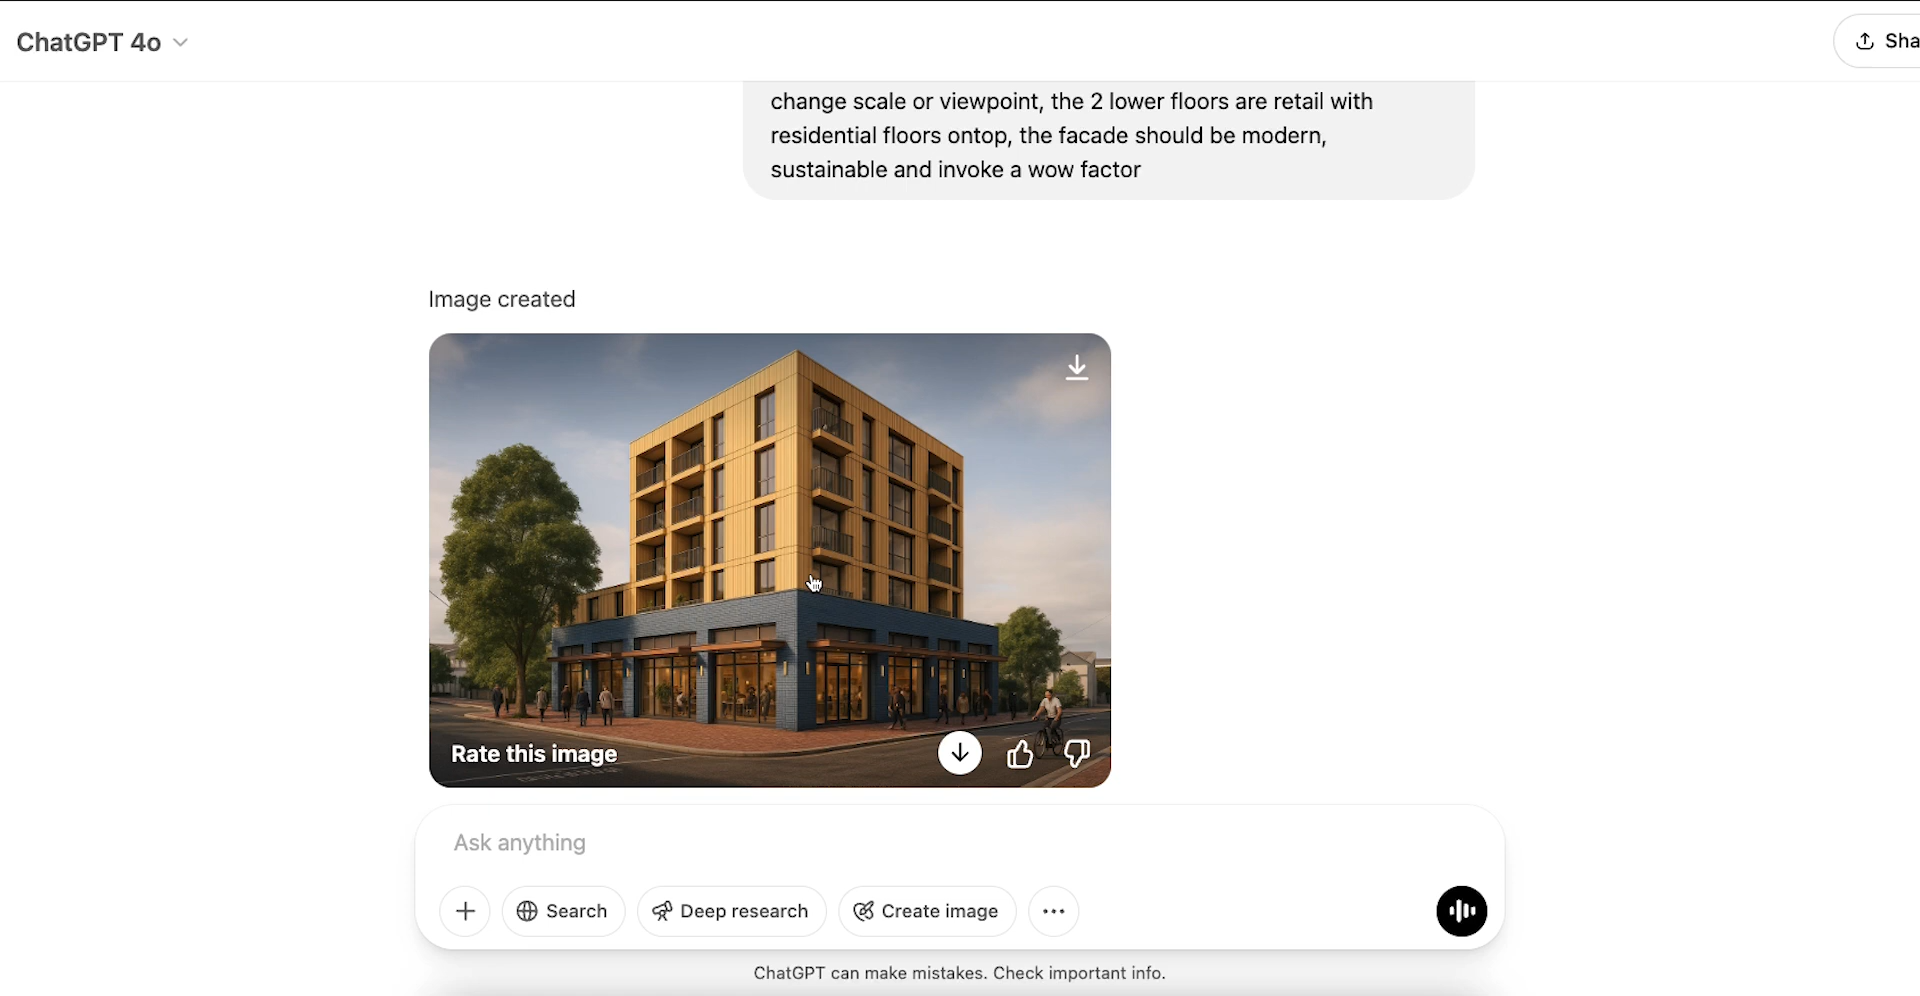 ChatGPT 4o
Sha
change scale or viewpoint, the 2 lower floors are retail with
residential floors ontop, the facade should be modern,
sustainable and invoke a wow factor
Image created
Rate this image
Ask anything
Search
Deep research
Create image
ChatGPT can make mistakes. Check important info.